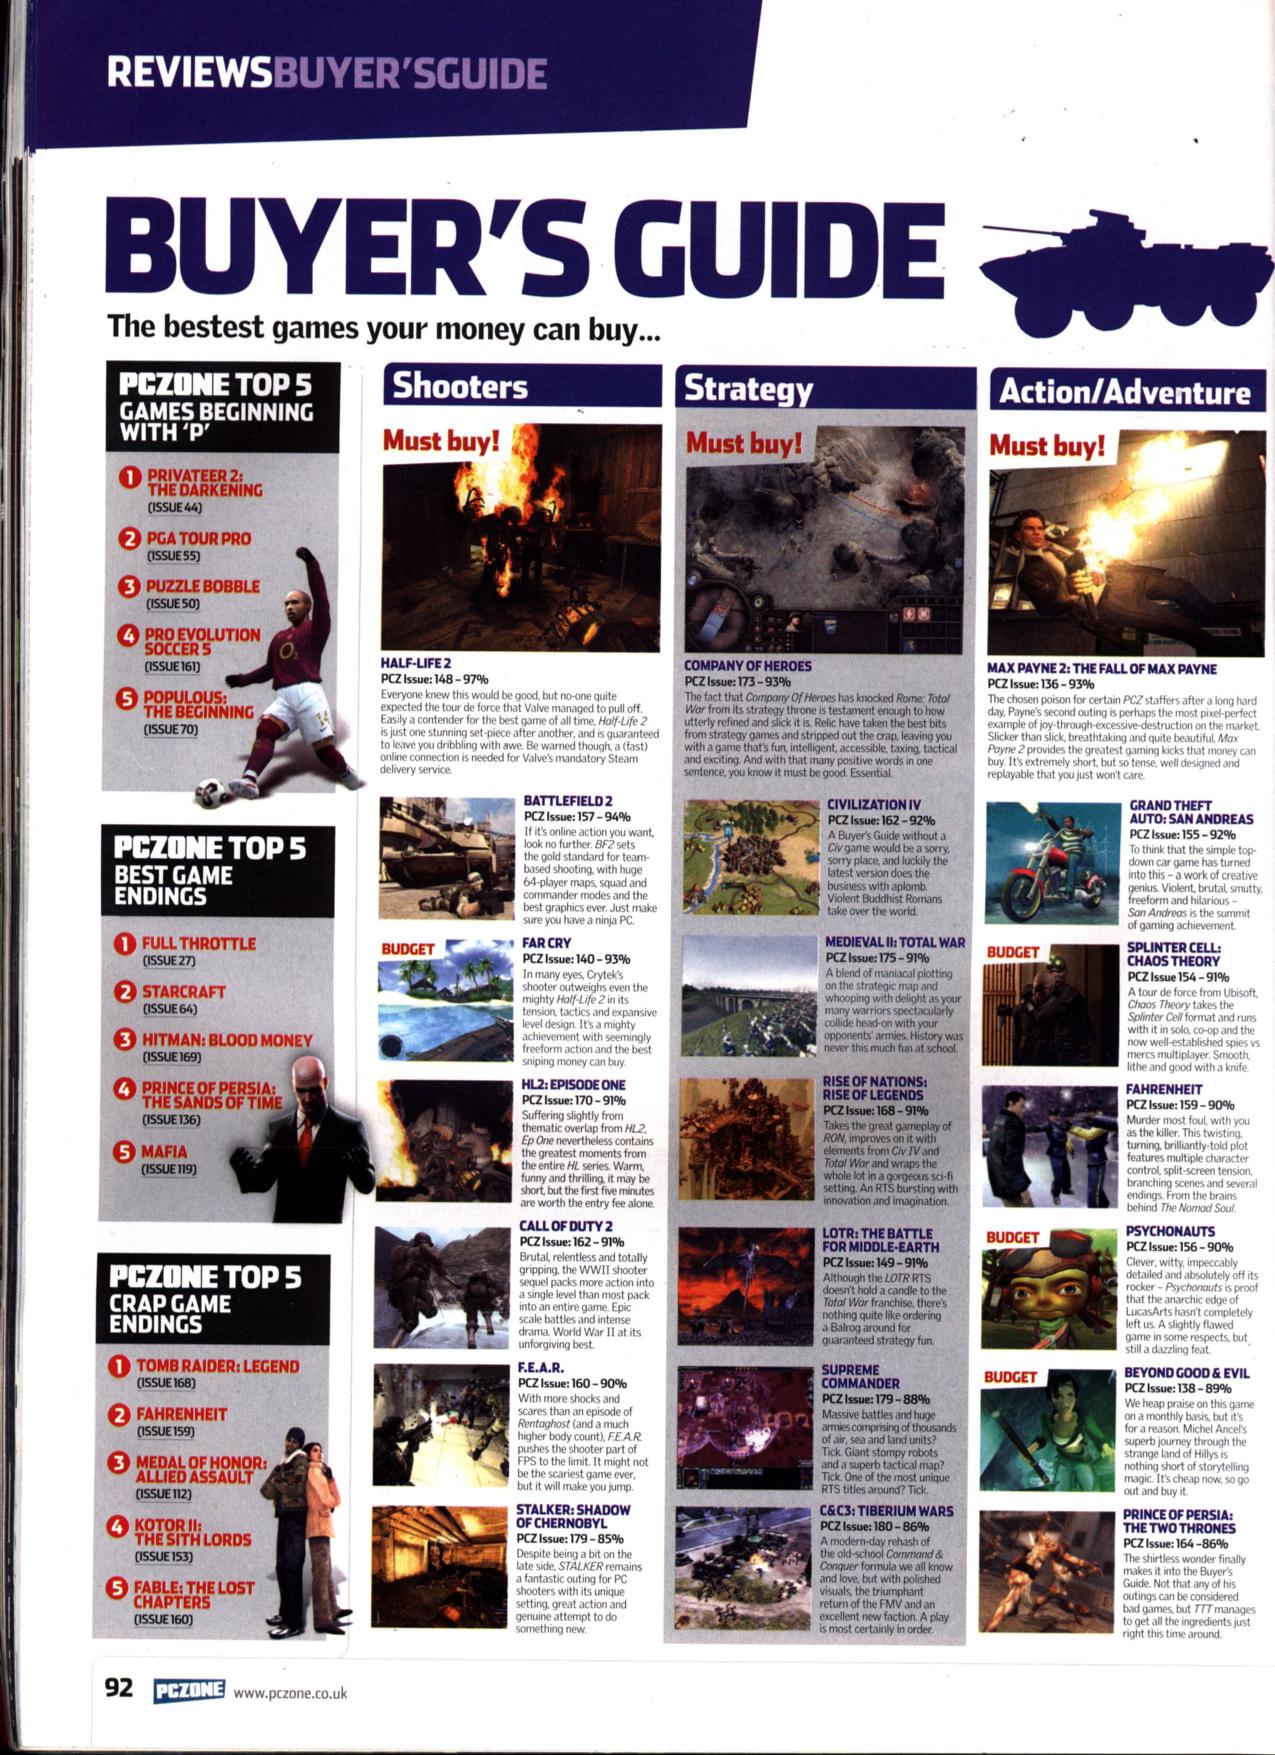 REVIEWSBUYER'SGUIDE
BUYER'S GUIDE
The bestest games your money can buy...
PCZONE TOP 5
GAMES BEGINNING
WITH 'P'
1 PRIVATEER 2:
THE DARKENING
(ISSUE 44)
2 PGA TOUR PRO
(ISSUE 55)
3 PUZZLE BOBBLE
(ISSUE 50)
4 PRO EVOLUTION
SOCCER 5
(ISSUE 161)
5 POPULOUS:
THE BEGINNING
(ISSUE 70)
O2
PCZONE TOP 5
BEST GAME
ENDINGS
1 FULL THROTTLE
(ISSUE 27)
2 STARCRAFT
(ISSUE 64)
3 HITMAN: BLOOD MONEY
(ISSUE 169)
4 PRINCE OF PERSIA:
THE SANDS OF TIME
(ISSUE 136)
5 MAFIA
(ISSUE 119)
PCZONE TOP 5
CRAP GAME
ENDINGS
1 TOMB RAIDER: LEGEND
(ISSUE 168)
2 FAHRENHEIT
(ISSUE 159)
3 MEDAL OF HONOR:
ALLIED ASSAULT
(ISSUE 112)
4 KOTOR II:
THE SITH LORDS
(ISSUE 153)
5 FABLE: THE LOST
CHAPTERS
(ISSUE 160)
Shooters
Must buy!
HALF-LIFE 2
PCZ Issue: 148 – 97%
Everyone knew this would be good, but no-one quite
expected the tour de force that Valve managed to pull off.
Easily a contender for the best game of all time, Half-Life 2
is just one stunning set-piece after another, and is guaranteed
to leave you dribbling with awe. Be warned though, a (fast)
online connection is needed for Valve's mandatory Steam
delivery service.
BATTLEFIELD 2
PCZ Issue: 157 – 94%
If it's online action you want,
look no further. BF2 sets
the gold standard for team-
based shooting, with huge
64-player maps, squad and
commander modes and the
best graphics ever. Just make
sure you have a ninja PC.
BUDGET
FAR CRY
PCZ Issue: 140 – 93%
In many eyes, Crytek's
shooter outweighs even the
mighty Half-Life 2 in its
tension, tactics and expansive
level design. It's a mighty
achievement with seemingly
freeform action and the best
sniping money can buy.
HL2: EPISODE ONE
PCZ Issue: 170 – 91%
Suffering slightly from
thematic overlap from HL2,
Ep One nevertheless contains
the greatest moments from
the entire HL series. Warm,
funny and thrilling, it may be
short, but the first five minutes
are worth the entry fee alone.
CALL OF DUTY 2
PCZ Issue: 162 – 91%
Brutal, relentless and totally
gripping, the WWII shooter
sequel packs more action into
a single level than most pack
into an entire game. Epic
scale battles and intense
drama. World War II at its
unforgiving best.
F.E.A.R.
PCZ Issue: 160 – 90%
With more shocks and
scares than an episode of
Rentaghost (and a much
higher body count), F.E.A.R.
pushes the shooter part of
FPS to the limit. It might not
be the scariest game ever,
but it will make you jump.
STALKER: SHADOW
OF CHERNOBYL
PCZ Issue: 179 – 85%
Despite being a bit on the
late side, STALKER remains
a fantastic outing for PC
shooters with its unique
setting, great action and
genuine attempt to do
something new.
Strategy
Must buy!
COMPANY OF HEROES
PCZ Issue: 173 – 93%
The fact that Company Of Heroes has knocked Rome: Total
War from its strategy throne is testament enough to how
utterly refined and slick it is. Relic have taken the best bits
from strategy games and stripped out the crap, leaving you
with a game that's fun, intelligent, accessible, taxing, tactical
and exciting. And with that many positive words in one
sentence, you know it must be good. Essential.
CIVILIZATION IV
PCZ Issue: 162 – 92%
A Buyer's Guide without a
Civ game would be a sorry,
sorry place, and luckily the
latest version does the
business with aplomb.
Violent Buddhist Romans
take over the world.
MEDIEVAL II: TOTAL WAR
PCZ Issue: 175 – 91%
A blend of maniacal plotting
on the strategic map and
whooping with delight as your
many warriors spectacularly
collide head-on with your
opponents' armies. History was
never this much fun at school.
RISE OF NATIONS:
RISE OF LEGENDS
PCZ Issue: 168 – 91%
Takes the great gameplay of
RON, improves on it with
elements from Civ IV and
Total War and wraps the
whole lot in a gorgeous sci-fi
setting. An RTS bursting with
innovation and imagination.
LOTR: THE BATTLE
FOR MIDDLE-EARTH
PCZ Issue: 149 – 91%
Although the LOTR RTS
doesn't hold a candle to the
Total War franchise, there's
nothing quite like ordering
a Balrog around for
guaranteed strategy fun.
SUPREME
COMMANDER
PCZ Issue: 179 – 88%
Massive battles and huge
armies comprising of thousands
of air, sea and land units?
Tick. Giant stompy robots
and a superb tactical map?
Tick. One of the most unique
RTS titles around? Tick.
C&C3: TIBERIUM WARS
PCZ Issue: 180 – 86%
A modern-day rehash of
the old-school Command &
Conquer formula we all know
and love, but with polished
visuals, the triumphant
return of the FMV and an
excellent new faction. A play
is most certainly in order.
Action/Adventure
Must buy!
MAX PAYNE 2: THE FALL OF MAX PAYNE
PCZ Issue: 136 – 93%
The chosen poison for certain PCZ staffers after a long hard
day, Payne's second outing is perhaps the most pixel-perfect
example of joy-through-excessive-destruction on the market.
Slicker than slick, breathtaking and quite beautiful, Max
Payne 2 provides the greatest gaming kicks that money can
buy. It's extremely short, but so tense, well designed and
replayable that you just won't care.
GRAND THEFT
AUTO: SAN ANDREAS
PCZ Issue: 155 – 92%
To think that the simple top-
down car game has turned
into this – a work of creative
genius. Violent, brutal, smutty,
freeform and hilarious –
San Andreas is the summit
of gaming achievement.
BUDGET
SPLINTER CELL:
CHAOS THEORY
PCZ Issue 154 – 91%
A tour de force from Ubisoft,
Chaos Theory takes the
Splinter Cell format and runs
with it in solo, co-op and the
now well-established spies vs
mercs multiplayer. Smooth,
lithe and good with a knife.
FAHRENHEIT
PCZ Issue: 159 – 90%
Murder most foul, with you
as the killer. This twisting,
turning, brilliantly-told plot
features multiple character
control, split-screen tension,
branching scenes and several
endings. From the brains
behind The Nomad Soul.
BUDGET
PSYCHONAUTS
PCZ Issue: 156 – 90%
Clever, witty, impeccably
detailed and absolutely off its
rocker – Psychonauts is proof
that the anarchic edge of
LucasArts hasn't completely
left us. A slightly flawed
game in some respects, but
still a dazzling feat.
BUDGET
BEYOND GOOD & EVIL
PCZ Issue: 138 – 89%
We heap praise on this game
on a monthly basis, but it's
for a reason. Michel Ancel's
superb journey through the
strange land of Hillys is
nothing short of storytelling
magic. It's cheap now, so go
out and buy it.
PRINCE OF PERSIA:
THE TWO THRONES
PCZ Issue: 164 – 86%
The shirtless wonder finally
makes it into the Buyer's
Guide. Not that any of his
outings can be considered
bad games, but TTT manages
to get all the ingredients just
right this time around.
92 PCZONE www.pczone.co.uk